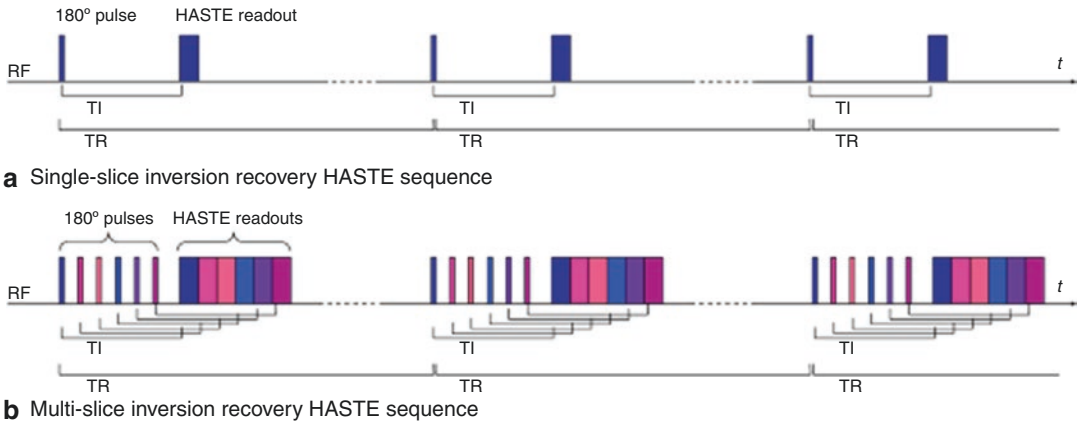 180º pulse HASTE readout
RF t
TI TI TI
TR TR TR
a Single-slice inversion recovery HASTE sequence
180º pulses HASTE readouts
RF t
TI TI TI
TR TR TR
b Multi-slice inversion recovery HASTE sequence